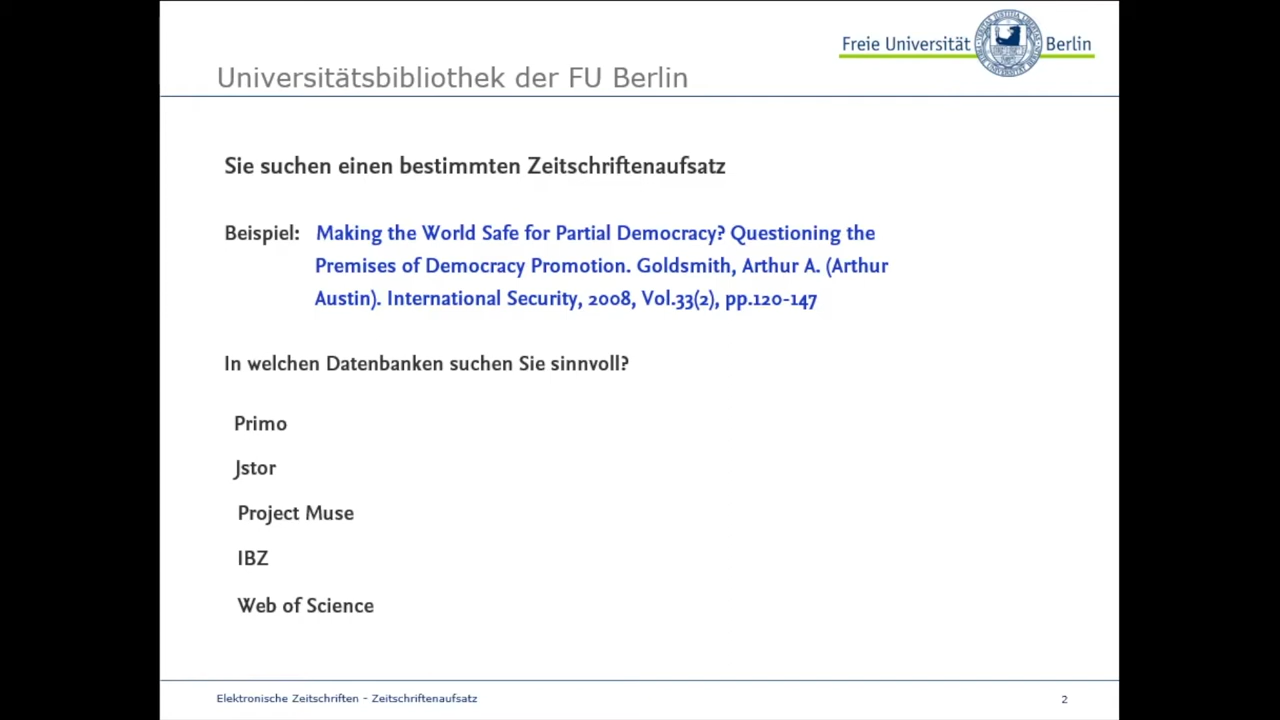 Freie Universität Berlin
Universitätsbibliothek der FU Berlin
Sie suchen einen bestimmten Zeitschriftenaufsatz
Beispiel: Making the World Safe for Partial Democracy? Questioning the
Premises of Democracy Promotion. Goldsmith, Arthur A. (Arthur
Austin). International Security, 2008, Vol.33(2), pp.120-147
In welchen Datenbanken suchen Sie sinnvoll?
Primo
Jstor
Project Muse
IBZ
Web of Science
Elektronische Zeitschriften - Zeitschriftenaufsatz 2